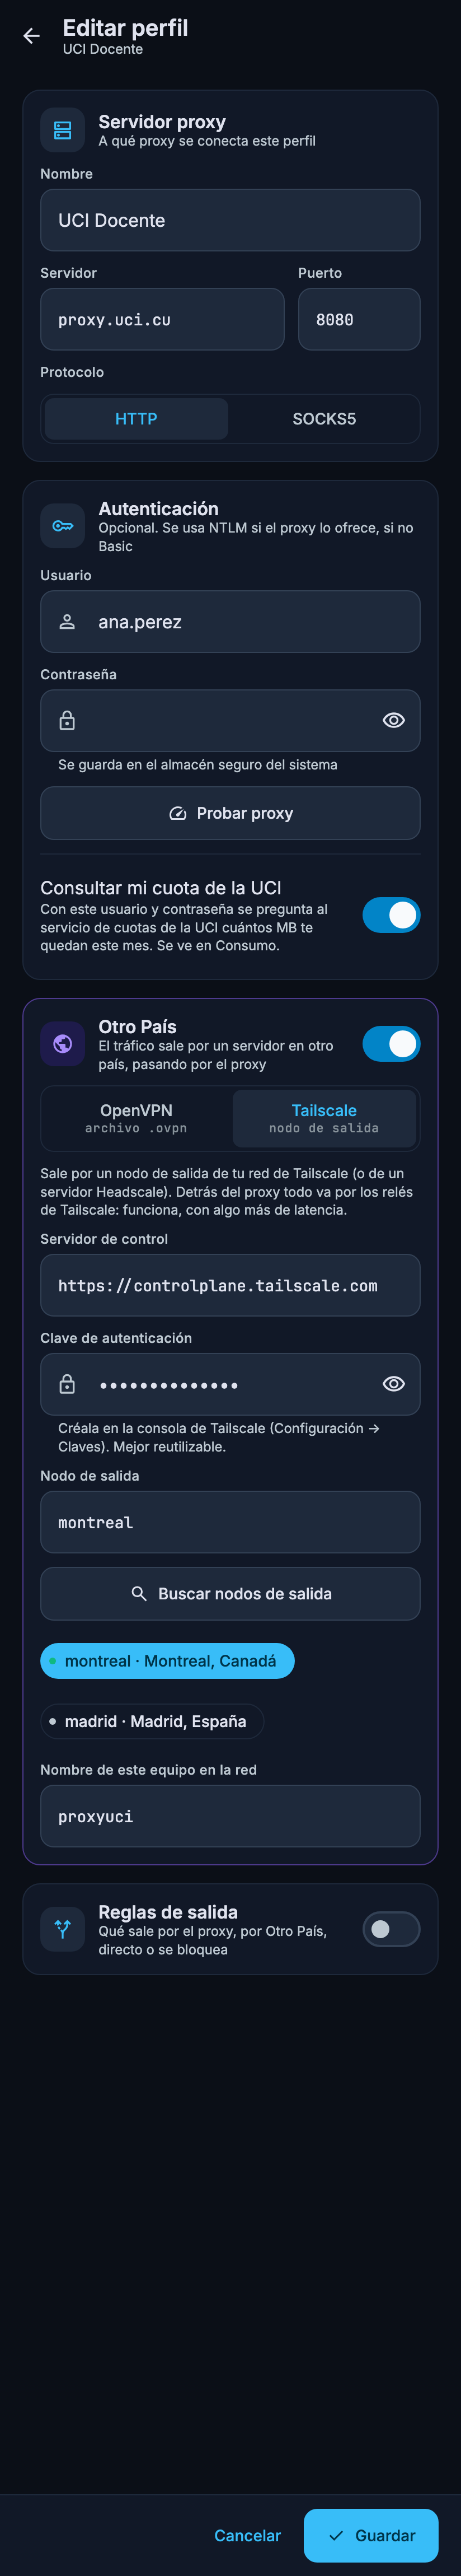 Editar perfil
UCI Docente
Servidor proxy
A qué proxy se conecta este perfil
Nombre
UCI Docente
Servidor
Puerto
proxy.uci.cu
8080
Protocolo
HTTP
SOCKS5
Autenticación
Opcional. Se usa NTLM si el proxy lo ofrece, si no
Basic
Usuario
ana.perez
Contraseña
Se guarda en el almacén seguro del sistema
Probar proxy
Consultar mi cuota de la UCI
Con este usuario y contraseña se pregunta al
servicio de cuotas de la UCI cuántos MB te
quedan este mes. Se ve en Consumo.
Otro País
El tráfico sale por un servidor en otro
país, pasando por el proxy
OpenVPN
archivo .ovpn
Tailscale
nodo de salida
Sale por un nodo de salida de tu red de Tailscale (o de un
servidor Headscale). Detrás del proxy todo va por los relés
de Tailscale: funciona, con algo más de latencia.
Servidor de control
https://controlplane.tailscale.com
Clave de autenticación
••••••••••••••
Créala en la consola de Tailscale (Configuración →
Claves). Mejor reutilizable.
Nodo de salida
montreal
Buscar nodos de salida
montreal · Montreal, Canadá
madrid · Madrid, España
Nombre de este equipo en la red
proxyuci
Reglas de salida
Qué sale por el proxy, por Otro País,
directo o se bloquea
Cancelar
Guardar